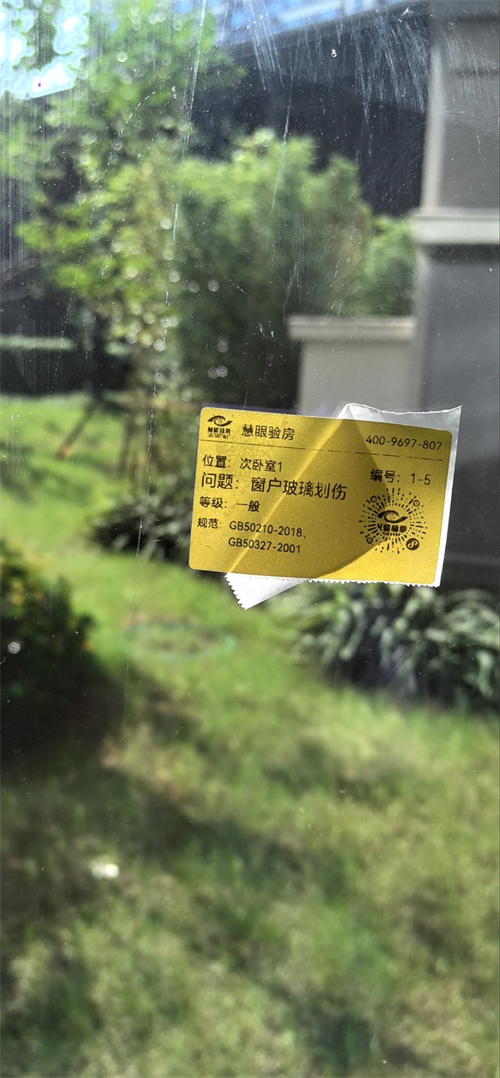 慧眼验房 400-9697-807
位置：次卧室1
编号：1-5
问题：窗户玻璃划伤
等级：一般
规范：GB50210-2018、
GB50327-2001